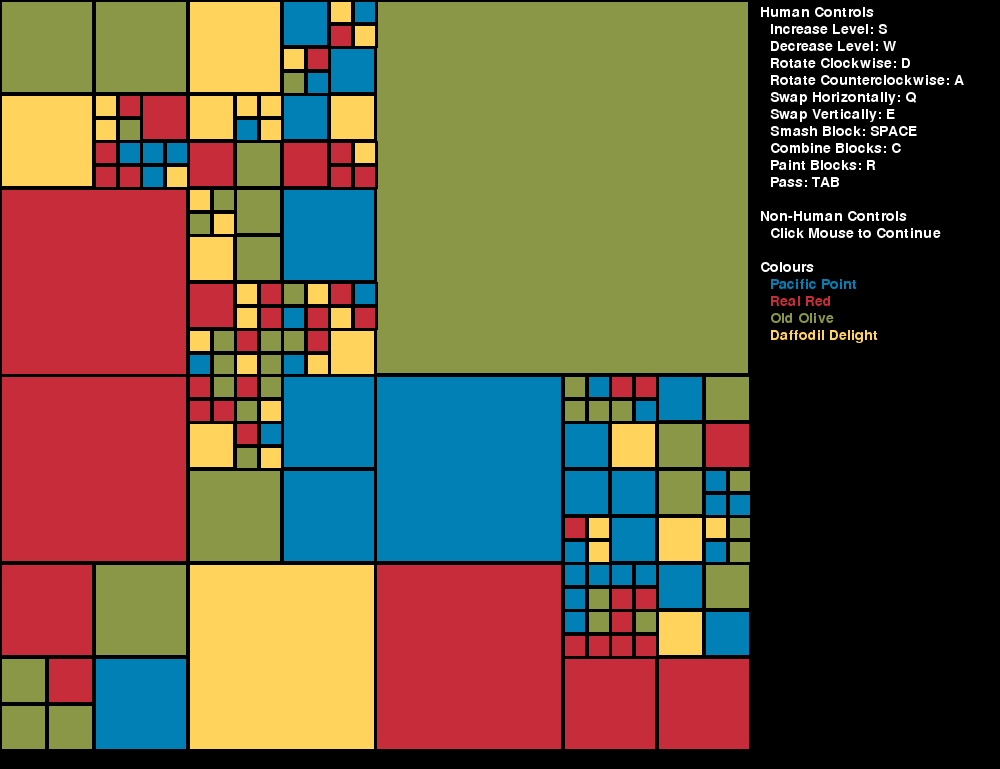 Human Controls
Increase Level: S
Decrease Level: W
Rotate Clockwise: D
Rotate Counterclockwise: A
Swap Horizontally: Q
Swap Vertically: E
Smash Block: SPACE
Combine Blocks: C
Paint Blocks: R
Pass: TAB
Non-Human Controls
Click Mouse to Continue
Colours
Pacific Point
Real Red
Old Olive
Daffodil Delight